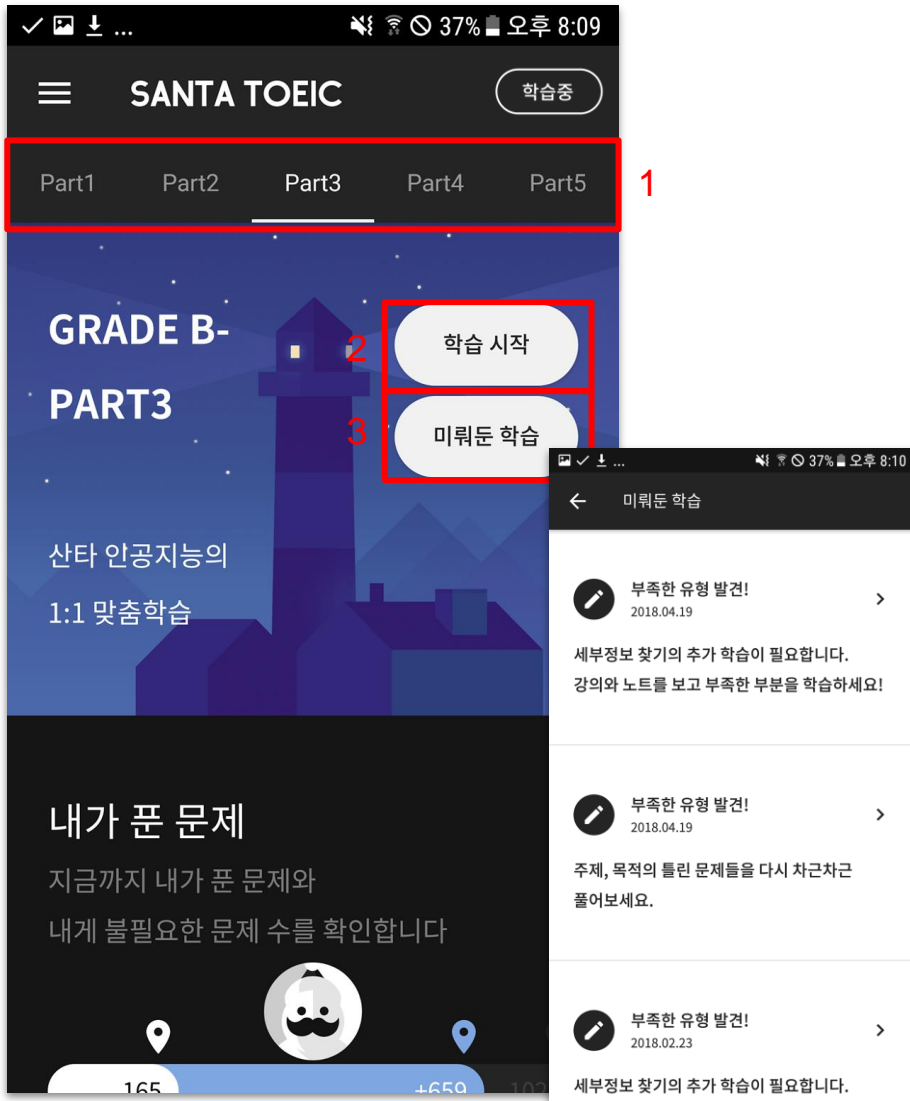 ... 37% 오후 8:09
SANTA TOEIC 학습중
Part1 Part2 Part3 Part4 Part5 1
GRADE B-
PART3
2 학습 시작
3 미뤄둔 학습
산타 인공지능의
1:1 맞춤학습
내가 푼 문제
지금까지 내가 푼 문제와
내게 불필요한 문제 수를 확인합니다
165 +659
... 37% 오후 8:10
미뤄둔 학습
부족한 유형 발견!
2018.04.19
세부정보 찾기의 추가 학습이 필요합니다.
강의와 노트를 보고 부족한 부분을 학습하세요!
부족한 유형 발견!
2018.04.19
주제, 목적의 틀린 문제들을 다시 차근차근
풀어보세요.
부족한 유형 발견!
2018.02.23
세부정보 찾기의 추가 학습이 필요합니다.